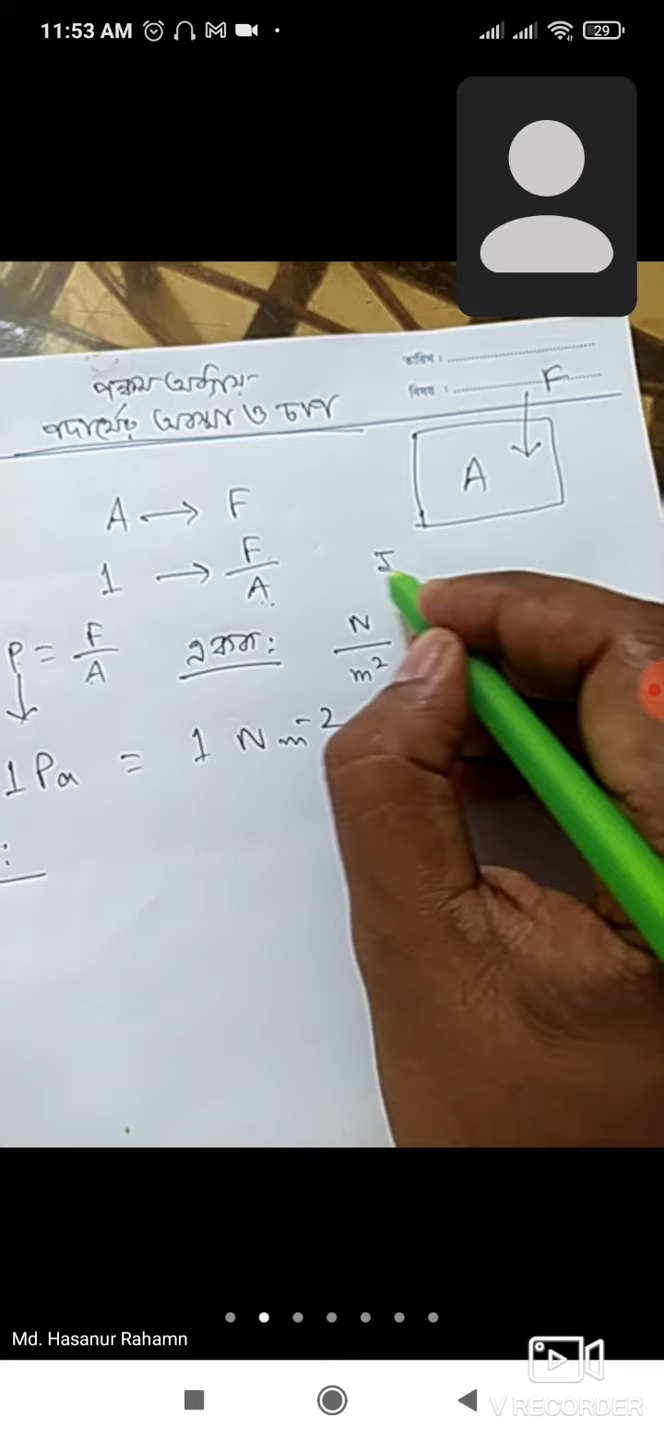 11:53 AM
29
তারিখ :
বিষয় :
পঞ্চম অধ্যায়
পদার্থের অবস্থা ও চাপ
F
A
A → F
1 → F/A
I
P = F/A একক: N/m²
1 Pa = 1 Nm⁻²
:
Md. Hasanur Rahamn
V RECORDER